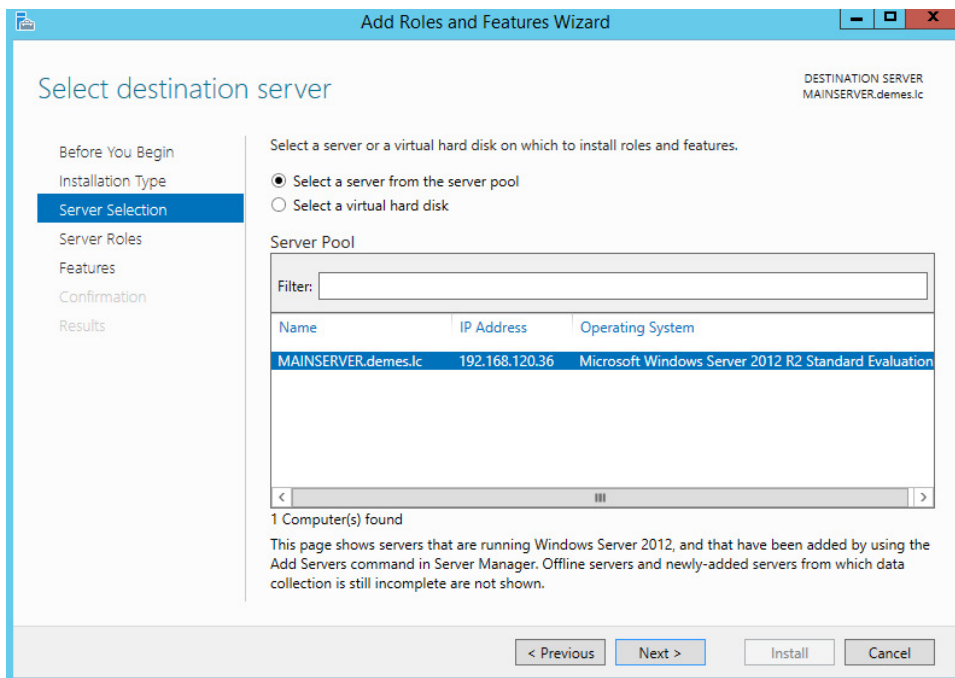 Add Roles and Features Wizard
Select destination server
DESTINATION SERVER
MAINSERVER.demes.lc
Before You Begin
Installation Type
Server Selection
Server Roles
Features
Confirmation
Results
Select a server or a virtual hard disk on which to install roles and features.
Select a server from the server pool
Select a virtual hard disk
Server Pool
Filter:
Name IP Address Operating System
MAINSERVER.demes.lc 192.168.120.36 Microsoft Windows Server 2012 R2 Standard Evaluation
1 Computer(s) found
This page shows servers that are running Windows Server 2012, and that have been added by using the
Add Servers command in Server Manager. Offline servers and newly-added servers from which data
collection is still incomplete are not shown.
< Previous Next > Install Cancel